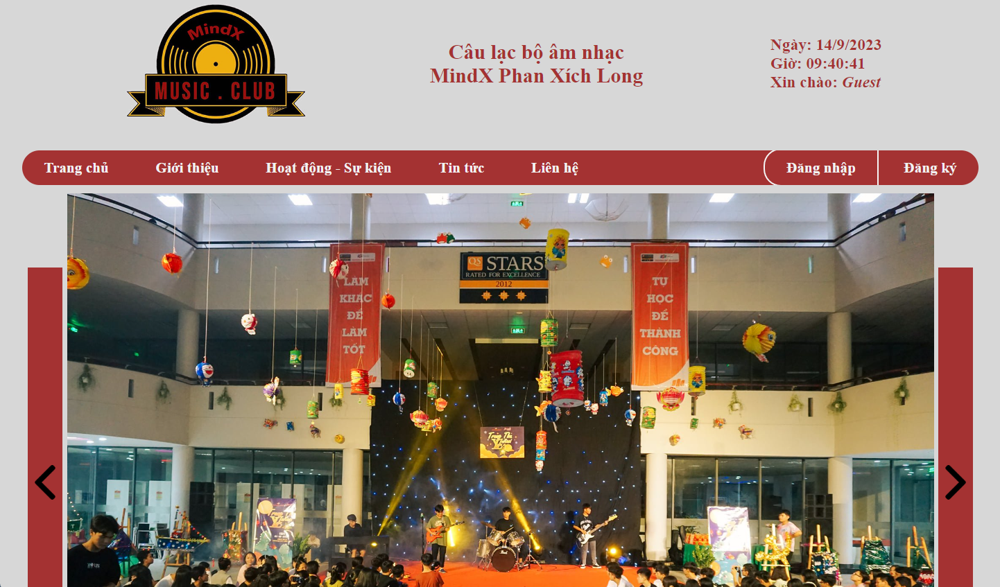 MindX
MUSIC . CLUB
Câu lạc bộ âm nhạc
MindX Phan Xích Long
Ngày: 14/9/2023
Giờ: 09:40:41
Xin chào: Guest
Trang chủ
Giới thiệu
Hoạt động - Sự kiện
Tin tức
Liên hệ
Đăng nhập
Đăng ký
LÀM
KHÁC
ĐỂ
LÀM
TỐT
QS STARS
RATED FOR EXCELLENCE
2012
TỰ
HỌC
ĐỂ
THÀNH
CÔNG